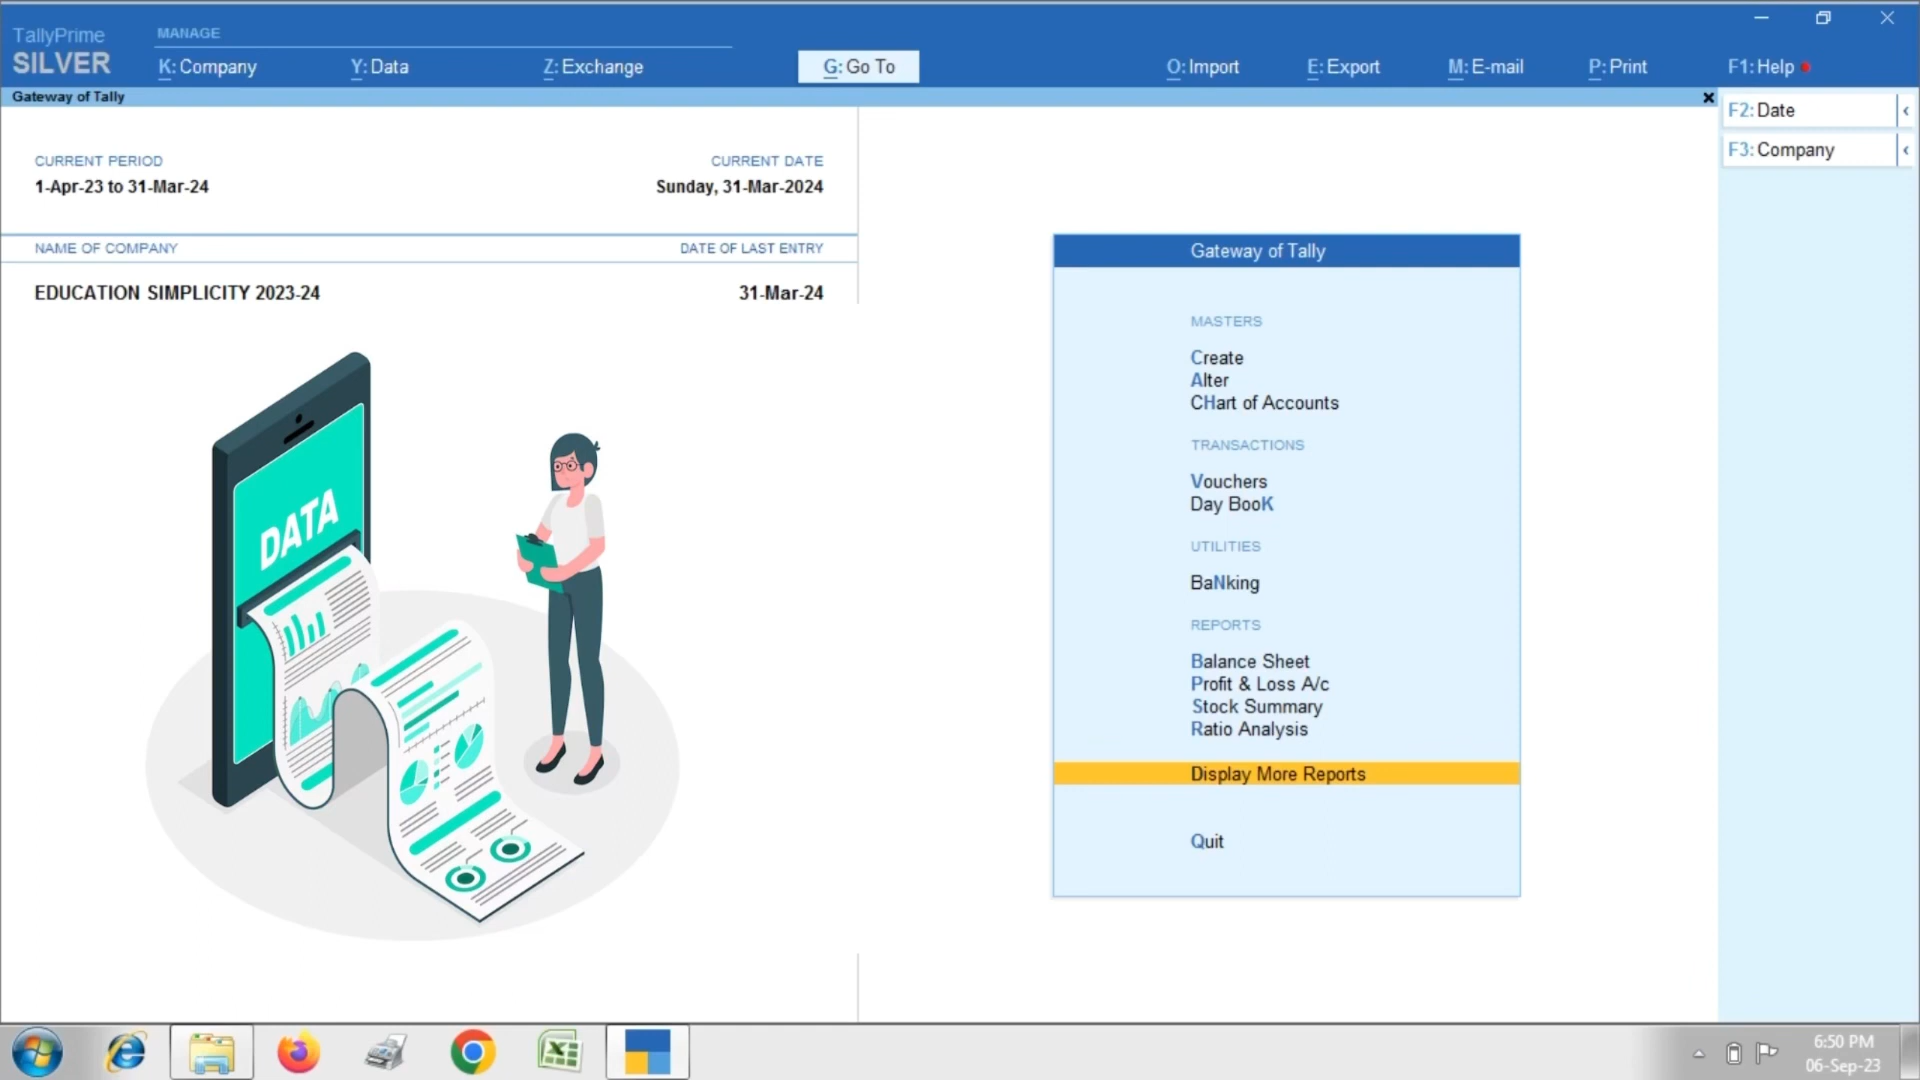 TallyPrime
SILVER
MANAGE
K: Company
Y: Data
Z: Exchange
G: Go To
O: Import
E: Export
M: E-mail
P: Print
F1: Help
Gateway of Tally
F2: Date
F3: Company
CURRENT PERIOD
CURRENT DATE
1-Apr-23 to 31-Mar-24
Sunday, 31-Mar-2024
NAME OF COMPANY
DATE OF LAST ENTRY
EDUCATION SIMPLICITY 2023-24
31-Mar-24
DATA
Gateway of Tally
MASTERS
Create
Alter
CHart of Accounts
TRANSACTIONS
Vouchers
Day BooK
UTILITIES
BaNking
REPORTS
Balance Sheet
Profit & Loss A/c
Stock Summary
Ratio Analysis
Display More Reports
Quit
6:50 PM
06-Sep-23